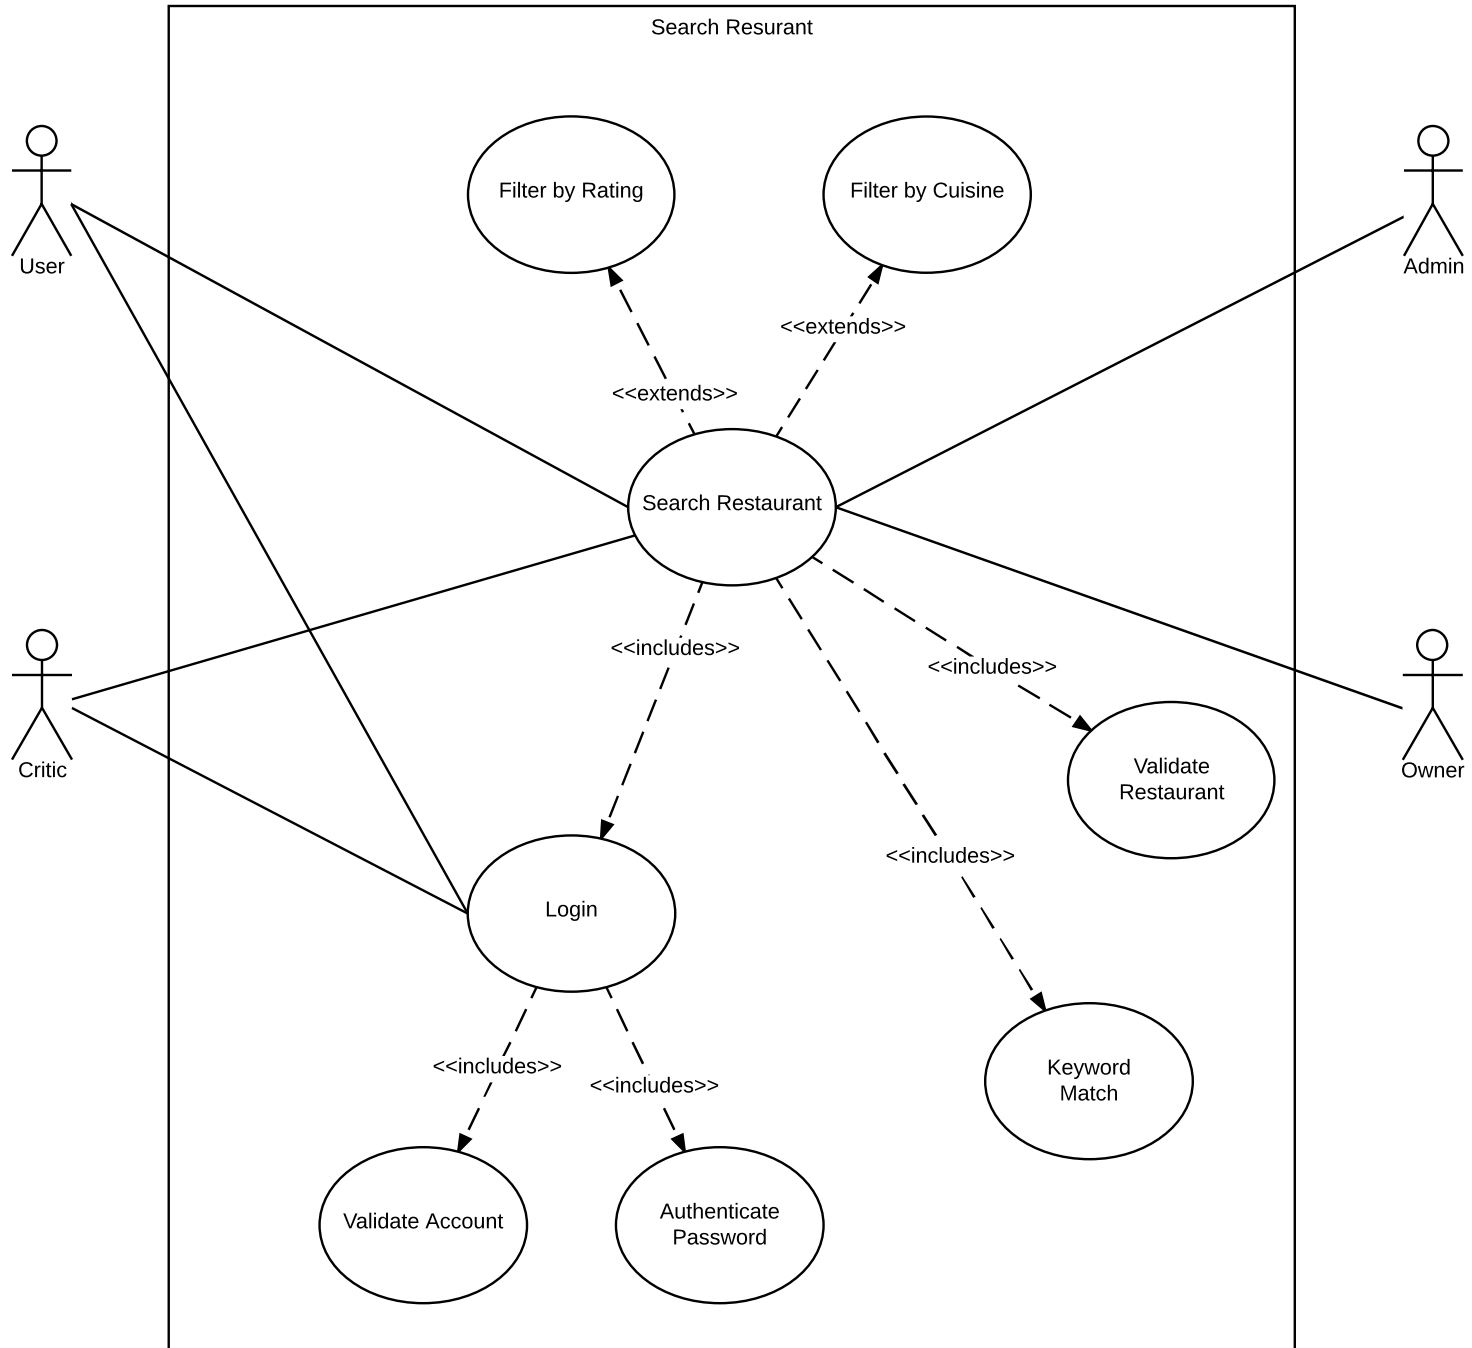 Search Resurant
Filter by Rating
Filter by Cuisine
User
Admin
<<extends>>
<<extends>>
Search Restaurant
<<includes>>
<<includes>>
Critic
Owner
Validate
Restaurant
<<includes>>
Login
<<includes>>
<<includes>>
Keyword
Match
Validate Account
Authenticate
Password